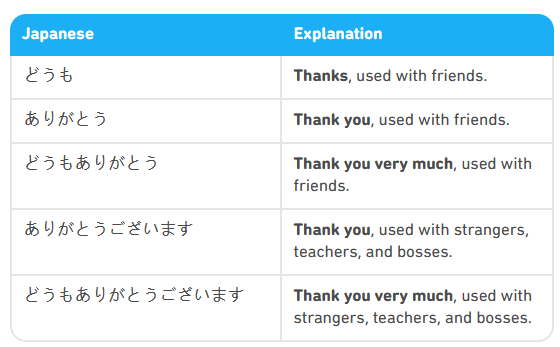 Japanese Explanation
どうも Thanks, used with friends.
ありがとう Thank you, used with friends.
どうもありがとう Thank you very much, used with
friends.
ありがとうございます Thank you, used with strangers,
teachers, and bosses.
どうもありがとうございます Thank you very much, used with
strangers, teachers, and bosses.